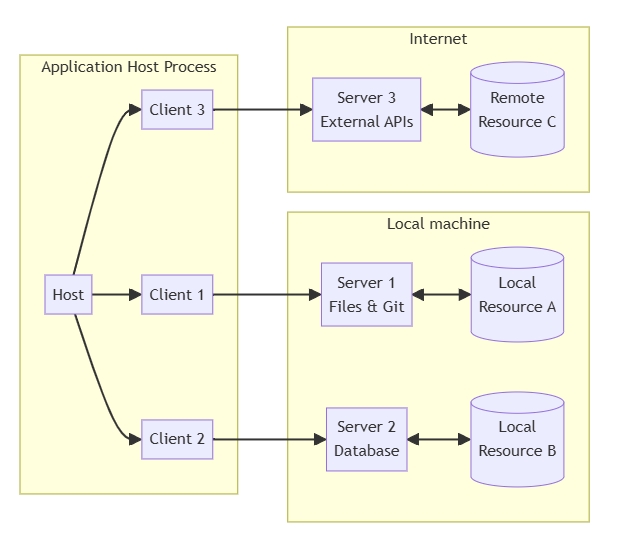 Application Host Process
Host
Client 3
Client 1
Client 2
Internet
Server 3
External APIs
Remote
Resource C
Local machine
Server 1
Files & Git
Local
Resource A
Server 2
Database
Local
Resource B